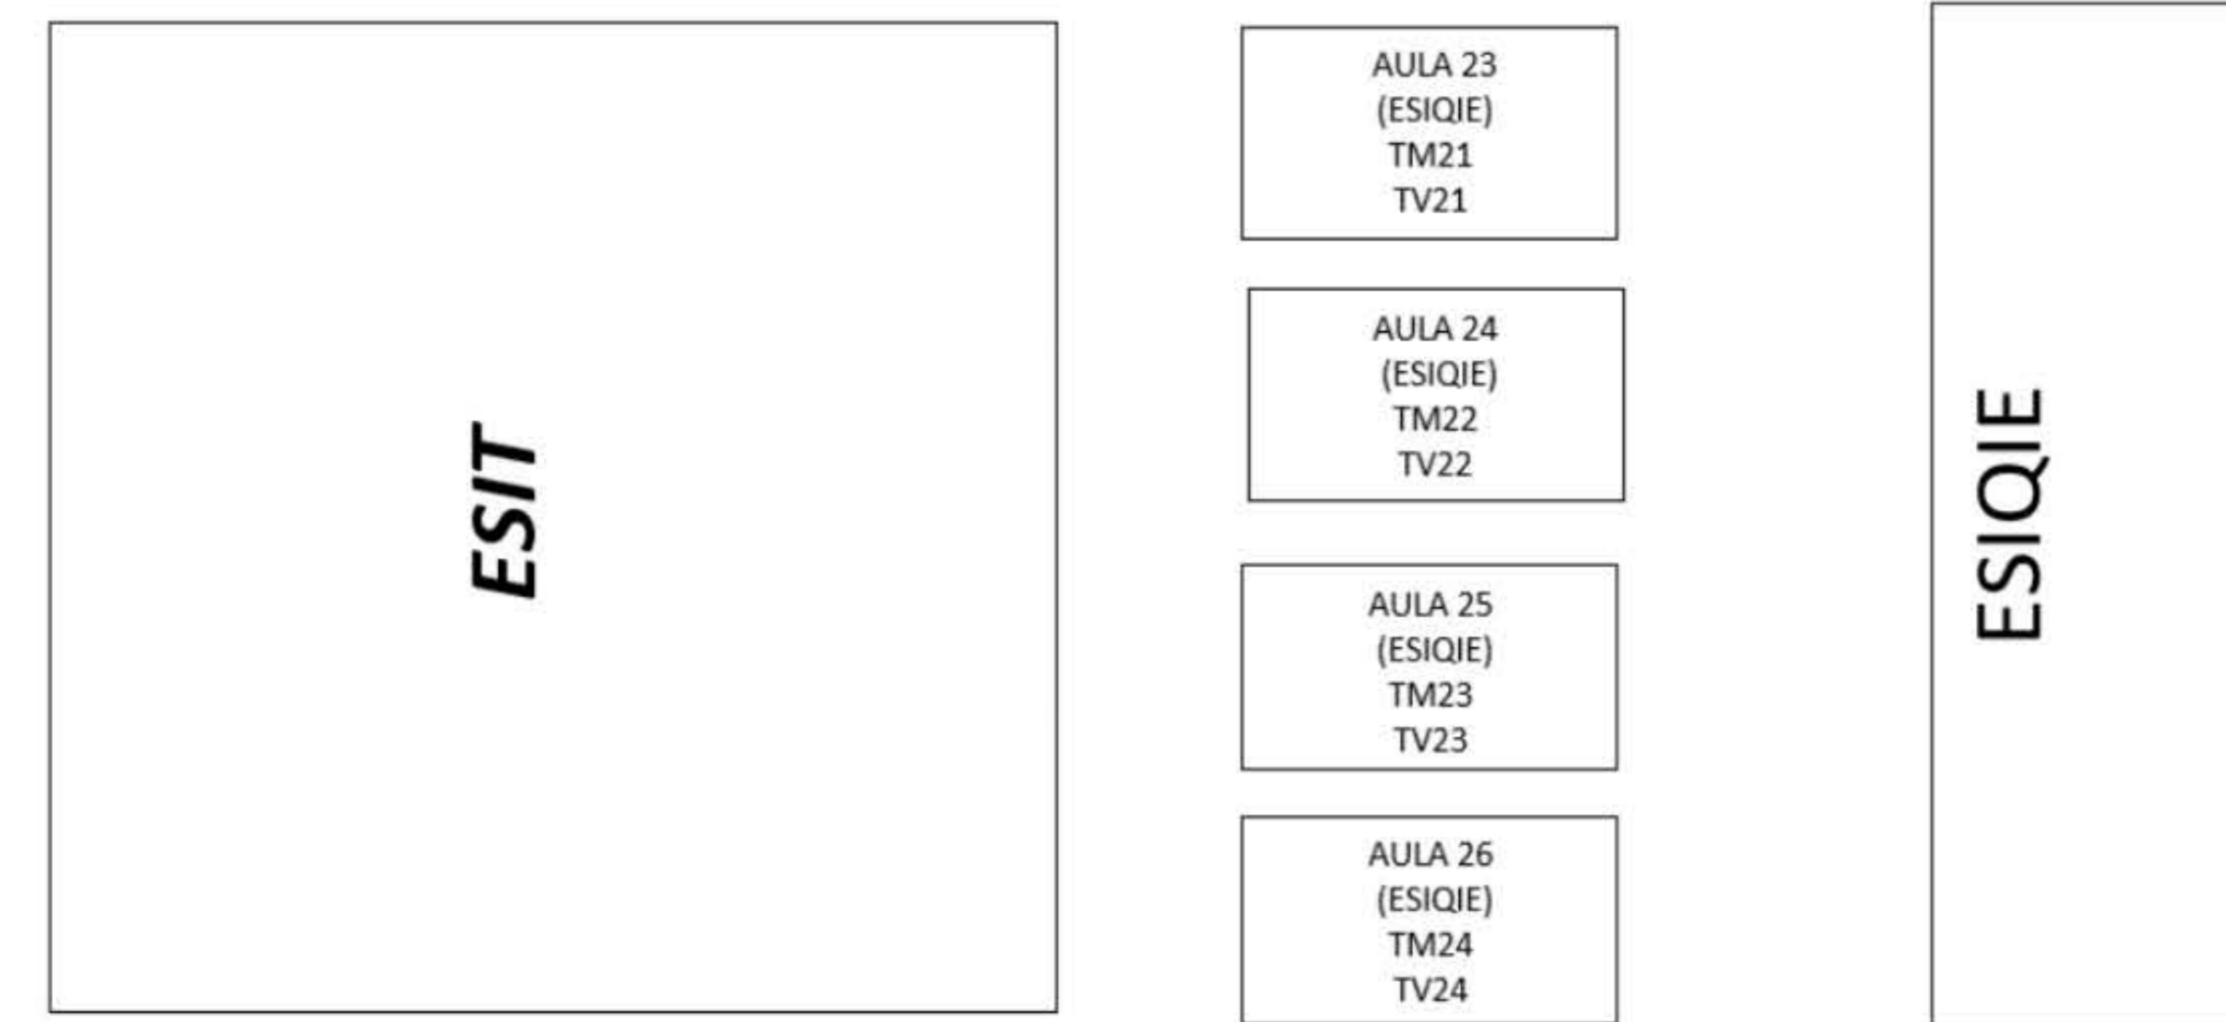 ESIT
AULA 23
(ESIQIE)
TM21
TV21
AULA 24
(ESIQIE)
TM22
TV22
AULA 25
(ESIQIE)
TM23
TV23
AULA 26
(ESIQIE)
TM24
TV24
ESIQIE